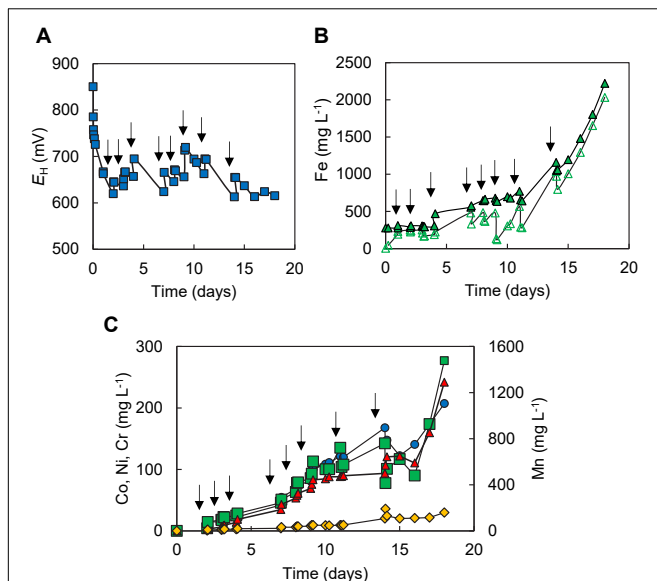 A
900
800
700
600
500
E_H (mV)
0 5 10 15 20
Time (days)
B
2500
2000
1500
1000
500
0
Fe (mg L⁻¹)
0 5 10 15 20
Time (days)
C
300
200
100
0
Co, Ni, Cr (mg L⁻¹)
1600
1200
800
400
0
Mn (mg L⁻¹)
0 5 10 15 20
Time (days)